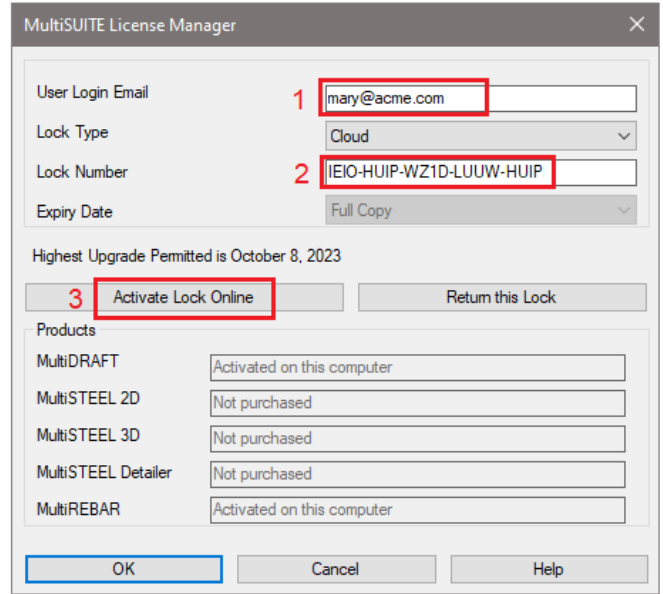 MultiSUITE License Manager
User Login Email 1 mary@acme.com
Lock Type Cloud
Lock Number 2 IEIO-HUIP-WZ1D-LUUW-HUIP
Expiry Date Full Copy
Highest Upgrade Permitted is October 8, 2023
3 Activate Lock Online Return this Lock
Products
MultiDRAFT Activated on this computer
MultiSTEEL 2D Not purchased
MultiSTEEL 3D Not purchased
MultiSTEEL Detailer Not purchased
MultiREBAR Activated on this computer
OK Cancel Help